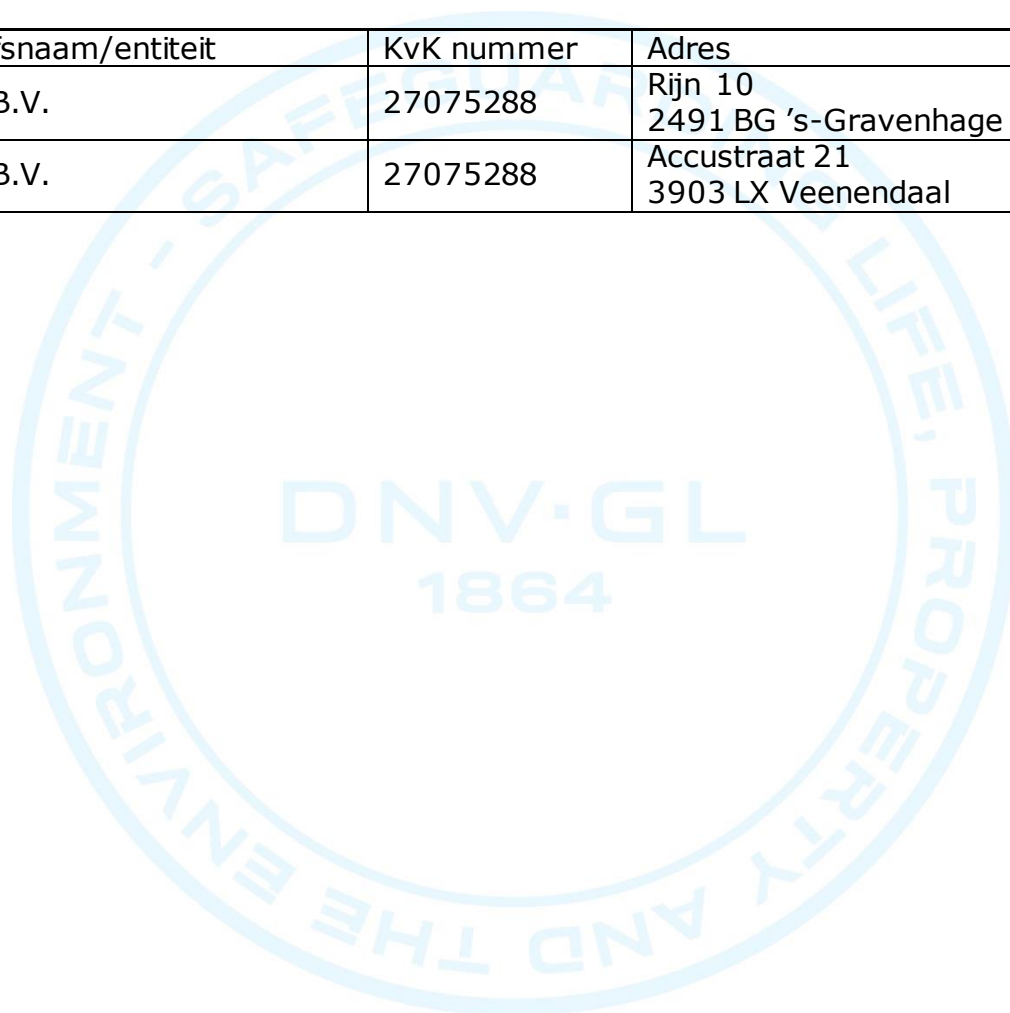 fsnaam/entiteit KvK nummer Adres
B.V. 27075288 Rijn 10
2491 BG ’s-Gravenhage
B.V. 27075288 Accustraat 21
3903 LX Veenendaal
SAFEGUARDING LIFE, PROPERTY AND THE ENVIRONMENT -
DNV·GL
1864